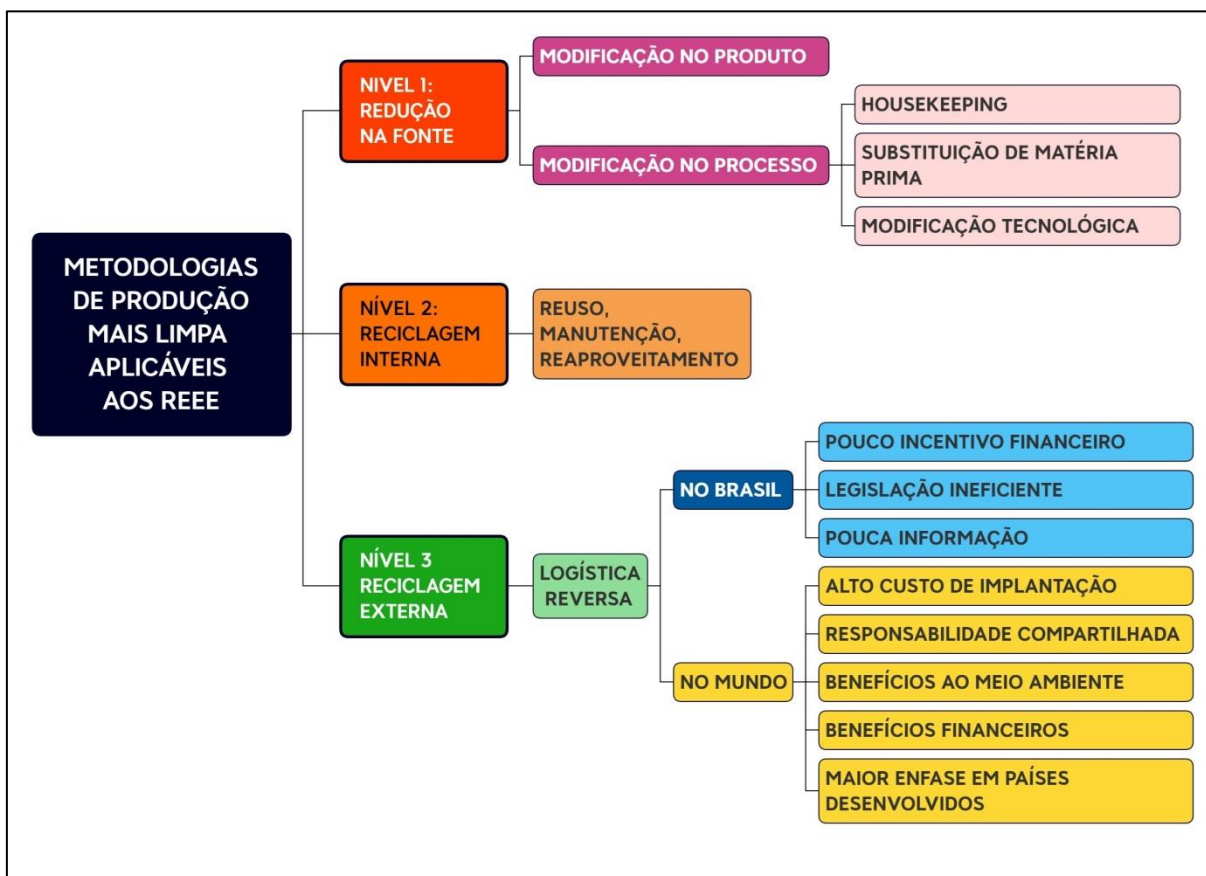 METODOLOGIAS
DE PRODUÇÃO
MAIS LIMPA
APLICÁVEIS
AOS REEE
NIVEL 1:
REDUÇÃO
NA FONTE
MODIFICAÇÃO NO PRODUTO
MODIFICAÇÃO NO PROCESSO
HOUSEKEEPING
SUBSTITUIÇÃO DE MATÉRIA
PRIMA
MODIFICAÇÃO TECNOLÓGICA
NÍVEL 2:
RECICLAGEM
INTERNA
REUSO,
MANUTENÇÃO,
REAPROVEITAMENTO
NÍVEL 3
RECICLAGEM
EXTERNA
LOGÍSTICA
REVERSA
NO BRASIL
POUCO INCENTIVO FINANCEIRO
LEGISLAÇÃO INEFICIENTE
POUCA INFORMAÇÃO
NO MUNDO
ALTO CUSTO DE IMPLANTAÇÃO
RESPONSABILIDADE COMPARTILHADA
BENEFÍCIOS AO MEIO AMBIENTE
BENEFÍCIOS FINANCEIROS
MAIOR ENFASE EM PAÍSES
DESENVOLVIDOS